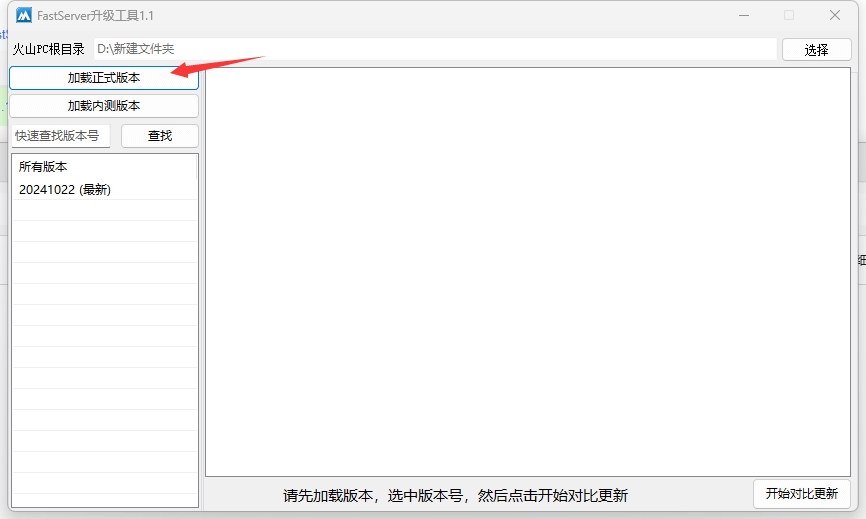 FastServer升级工具1.1
火山PC根目录 D:\新建文件夹 选择
加载正式版本
加载内测版本
快速查找版本号 查找
所有版本
20241022 (最新)
请先加载版本，选中版本号，然后点击开始对比更新 开始对比更新
细